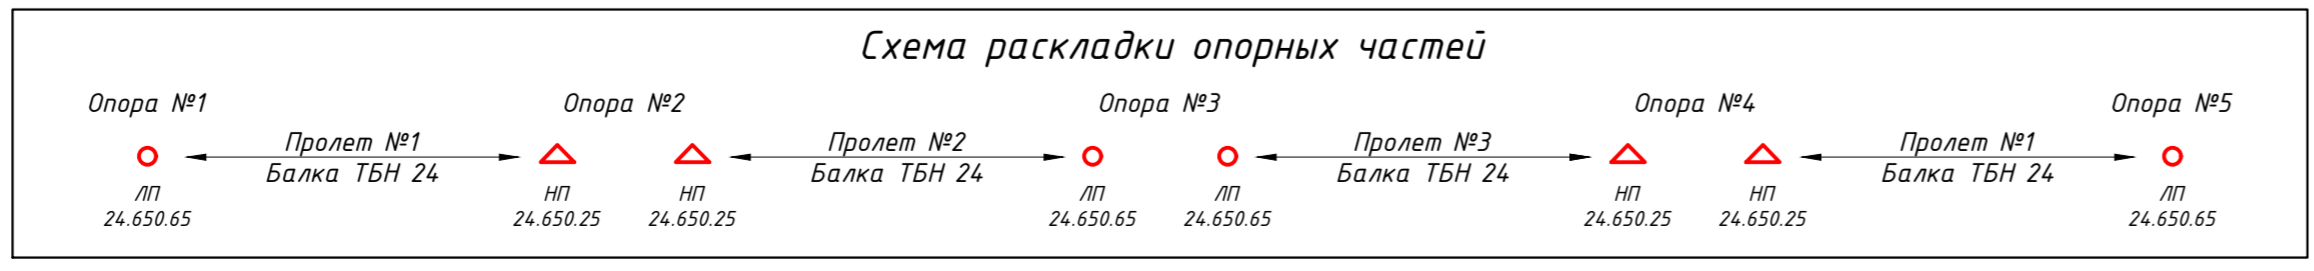 Схема раскладки опорных частей
Опора №1 Опора №2 Опора №3 Опора №4 Опора №5
Пролет №1 Пролет №2 Пролет №3 Пролет №1
Балка ТБН 24 Балка ТБН 24 Балка ТБН 24 Балка ТБН 24
ЛП НП НП ЛП ЛП НП НП ЛП
24.650.65 24.650.25 24.650.25 24.650.65 24.650.65 24.650.25 24.650.25 24.650.65